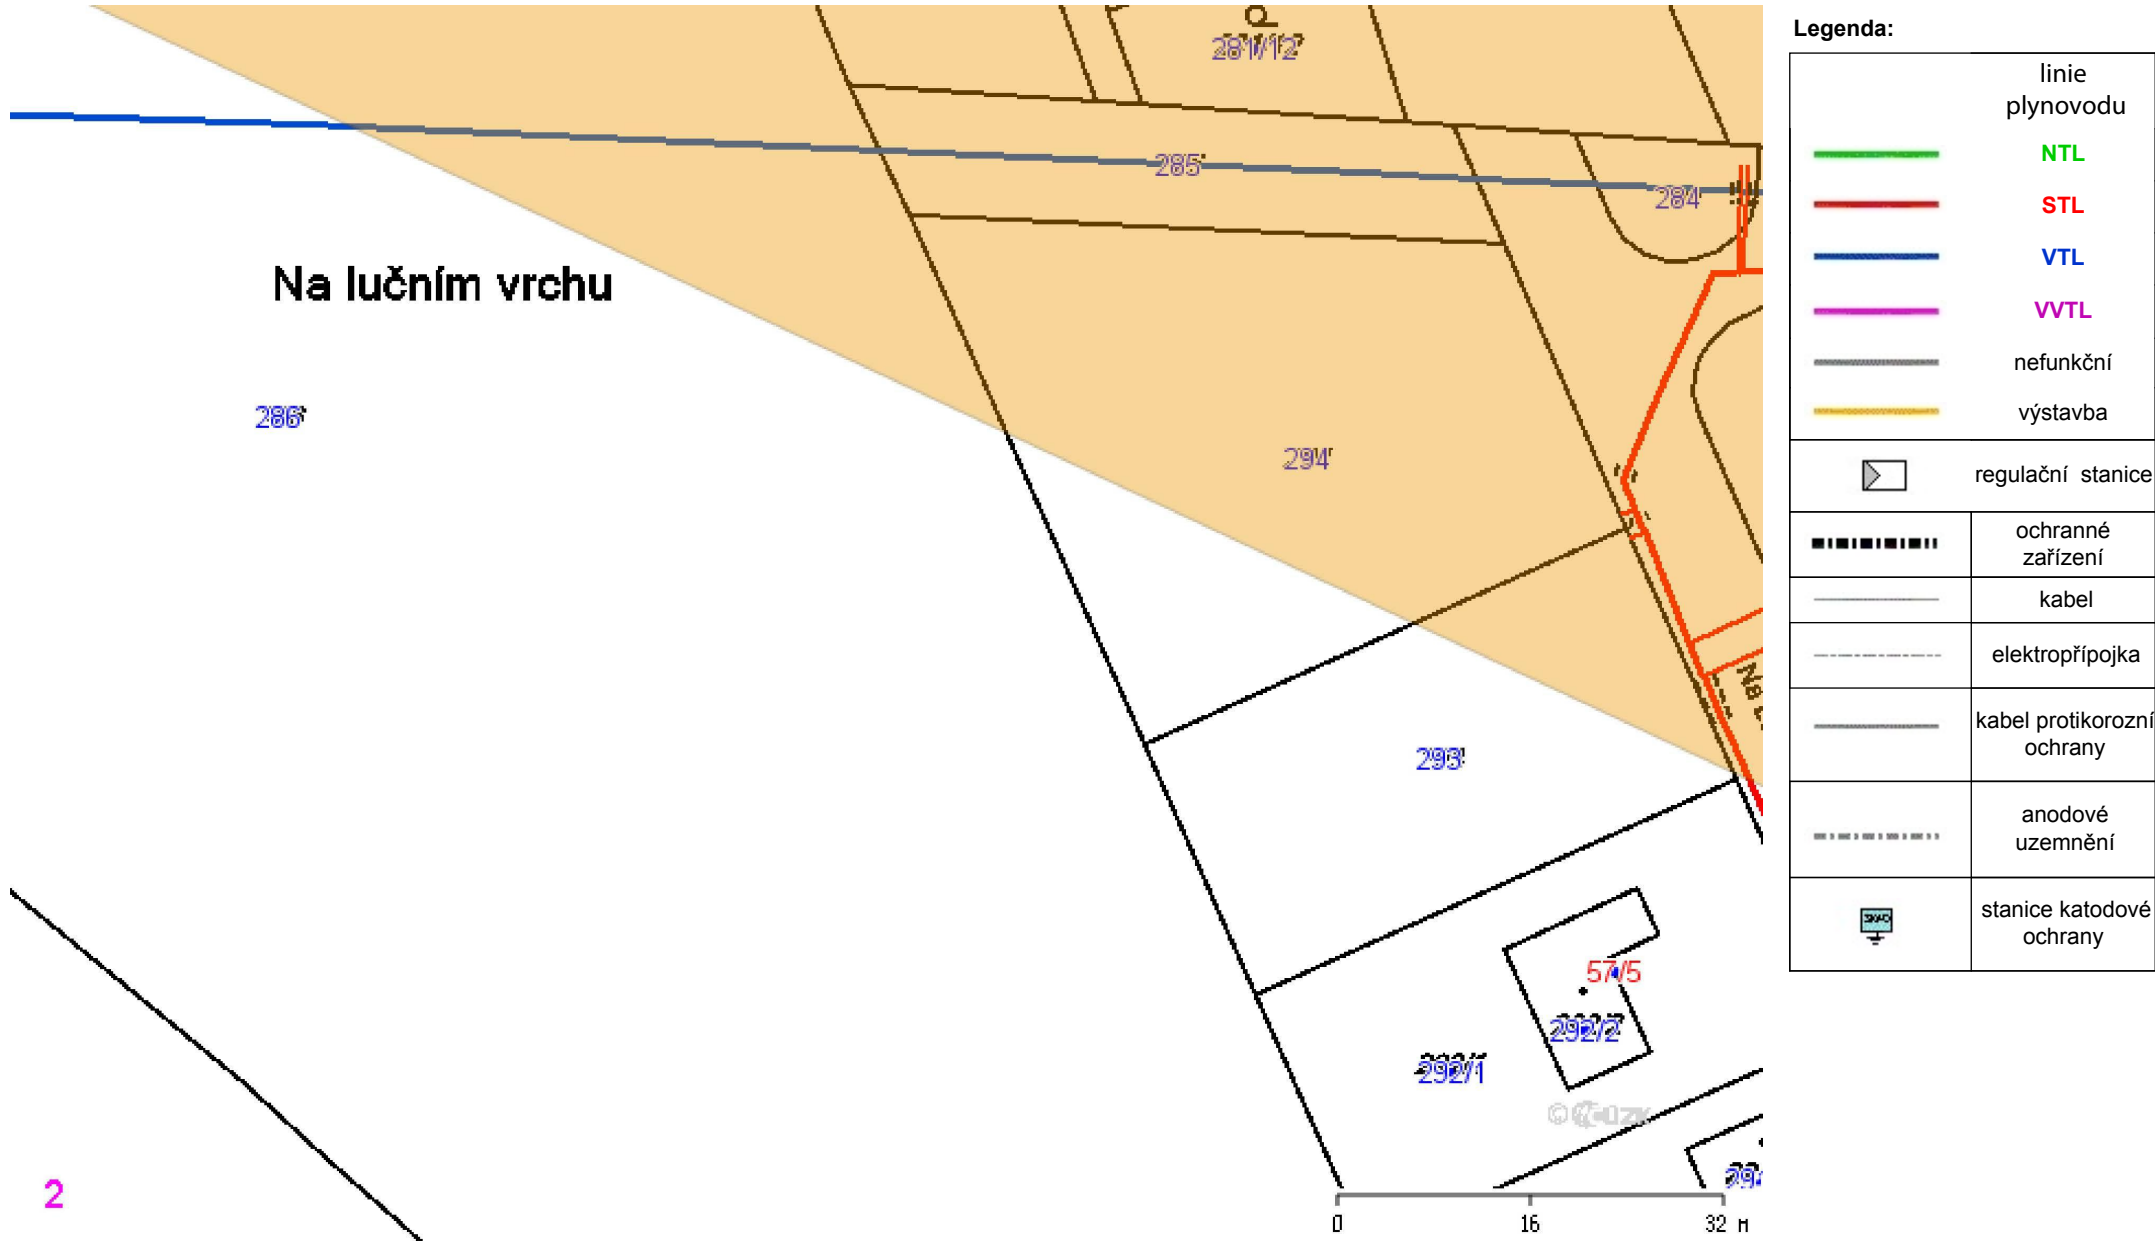 281/12
285
284
Na lučním vrchu
286
294
293
57/5
292/2
292/1
2
0 16 32 M
Legenda:
linie
plynovodu
NTL
STL
VTL
VVTL
nefunkční
výstavba
regulační stanice
ochranné
zařízení
kabel
elektropřípojka
kabel protikorozní
ochrany
anodové
uzemnění
stanice katodové
ochrany